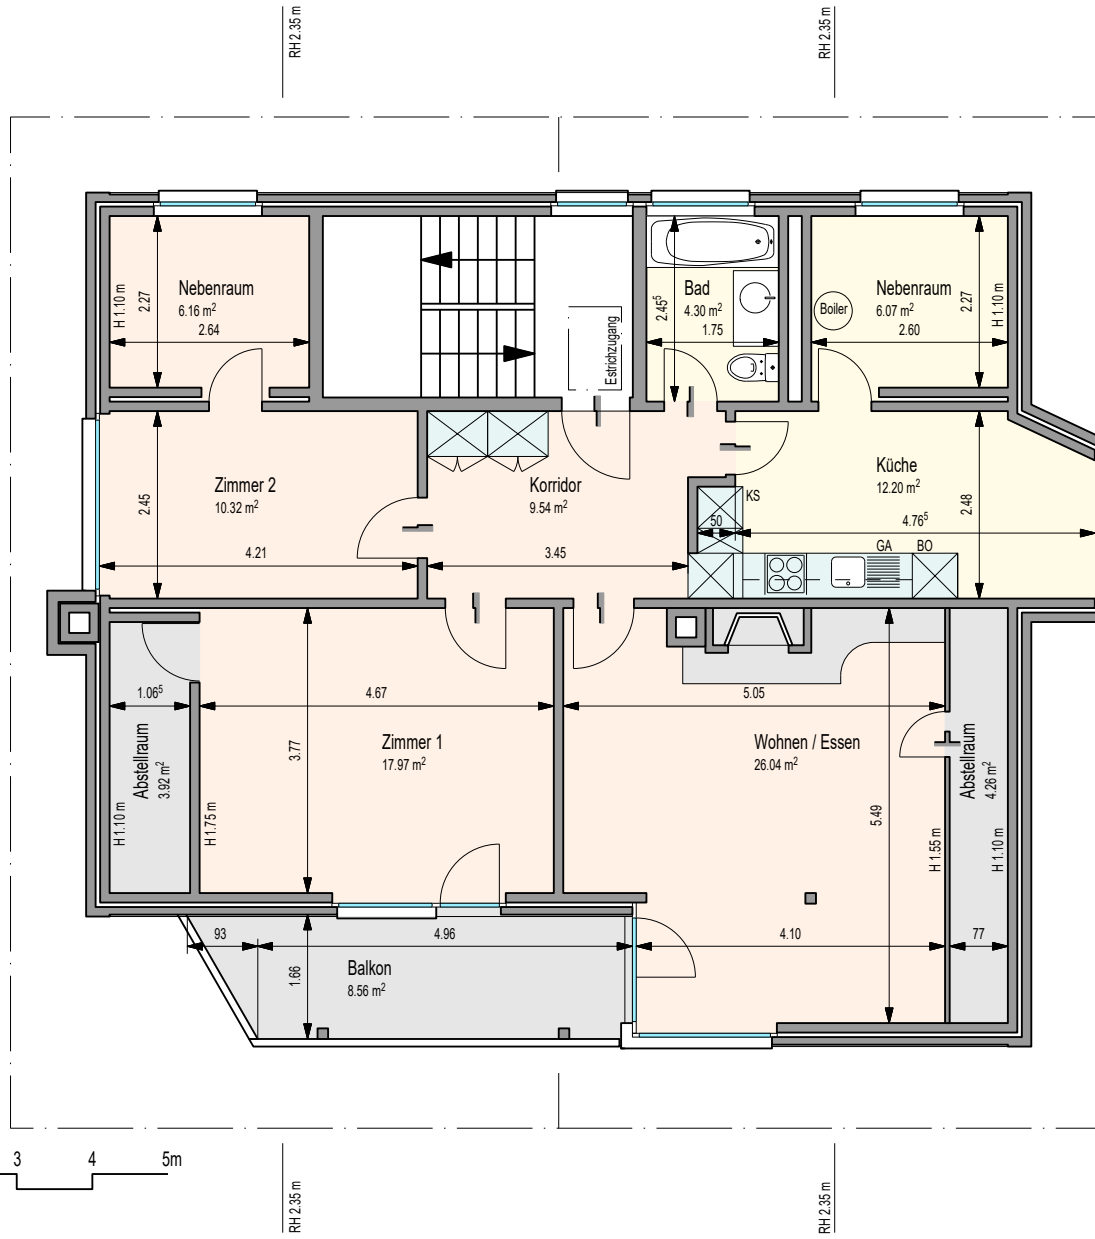 RH 2.35 m
RH 2.35 m
Nebenraum
6.16 m²
2.64
H 1.10 m
2.27
Estrichzugang
Bad
4.30 m²
1.75
2.45⁵
Boiler
Nebenraum
6.07 m²
2.60
2.27
H 1.10 m
Zimmer 2
10.32 m²
2.45
4.21
Korridor
9.54 m²
3.45
Küche
12.20 m²
KS
50
4.76⁵
2.48
GA
BO
1.06⁵
Abstellraum
3.92 m²
H 1.10 m
H 1.75 m
4.67
Zimmer 1
17.97 m²
3.77
5.05
Wohnen / Essen
26.04 m²
5.49
Abstellraum
4.26 m²
H 1.55 m
H 1.10 m
93
4.96
4.10
77
Balkon
8.56 m²
1.66
3
4
5m
RH 2.35 m
RH 2.35 m